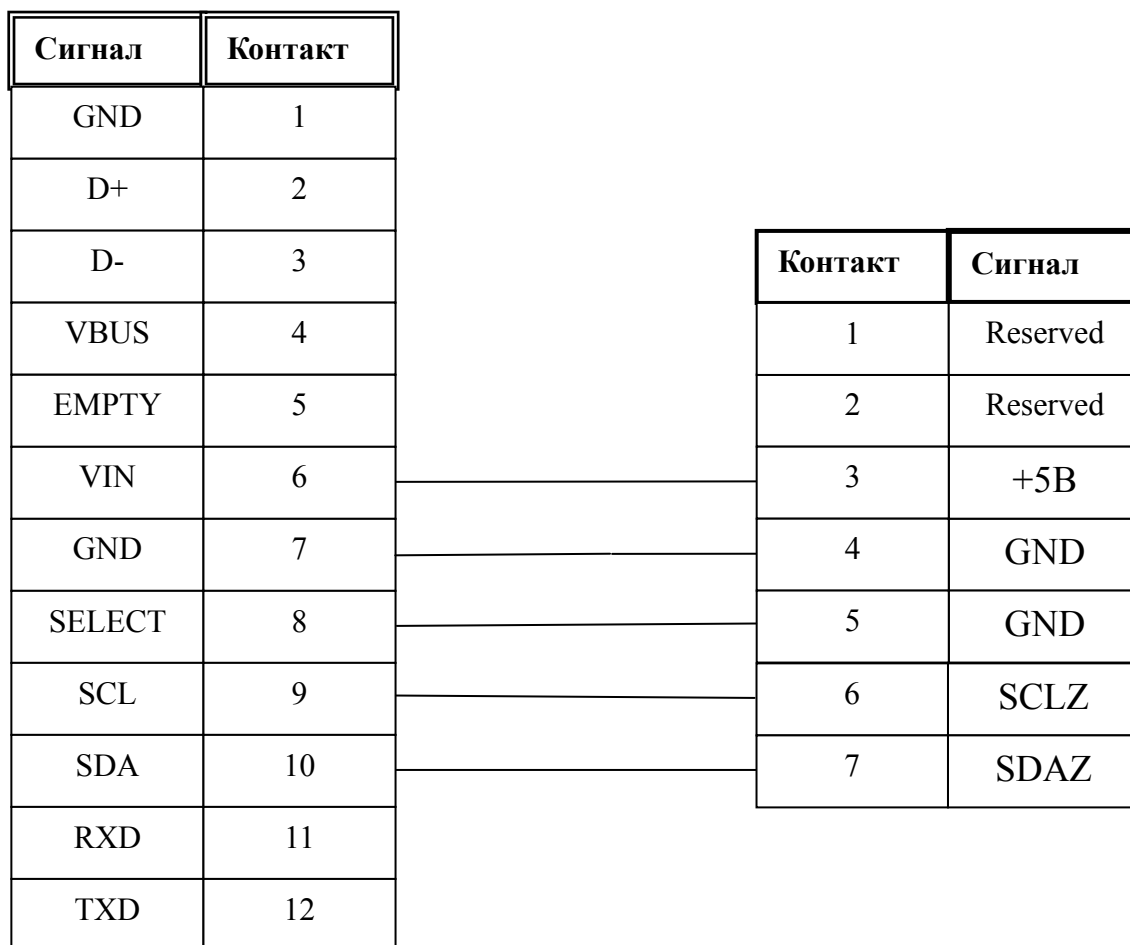 Сигнал Контакт
GND 1
D+ 2
D- 3
VBUS 4
EMPTY 5
VIN 6
GND 7
SELECT 8
SCL 9
SDA 10
RXD 11
TXD 12
Контакт Сигнал
1 Reserved
2 Reserved
3 +5В
4 GND
5 GND
6 SCLZ
7 SDAZ